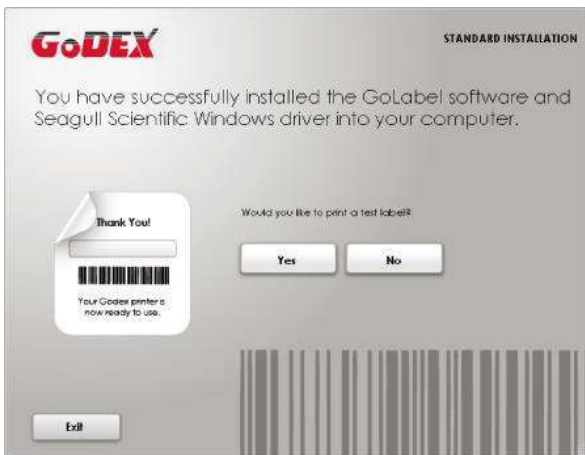 GoDEX
STANDARD INSTALLATION
You have successfully installed the GoLabel software and
Seagull Scientific Windows driver into your computer.
Thank You!
Your Godex printer is
now ready to use.
Would you like to print a test label?
Yes
No
Exit